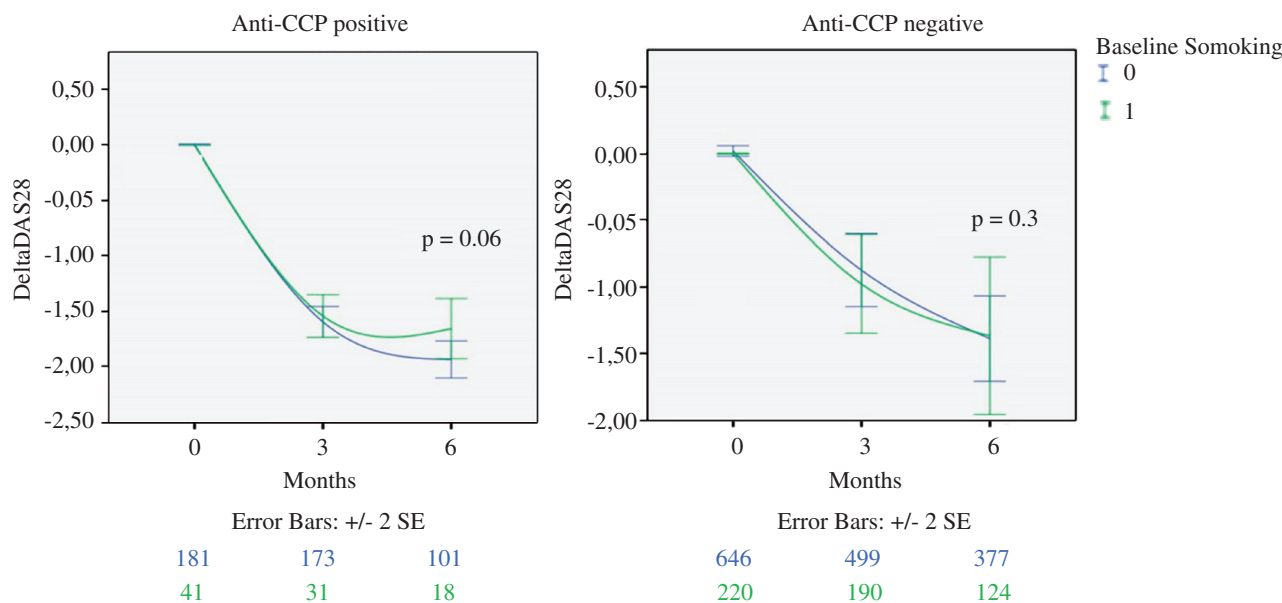 Anti-CCP positive
DeltaDAS28
0,50
0,00
-0,05
-1,00
-1,50
-2,00
-2,50
p = 0.06
0 3 6
Months
Error Bars: +/- 2 SE
181 173 101
41 31 18
Anti-CCP negative
DeltaDAS28
0,50
0,00
-0,05
-1,00
-1,50
-2,00
p = 0.3
0 3 6
Months
Error Bars: +/- 2 SE
646 499 377
220 190 124
Baseline Somoking
0
1